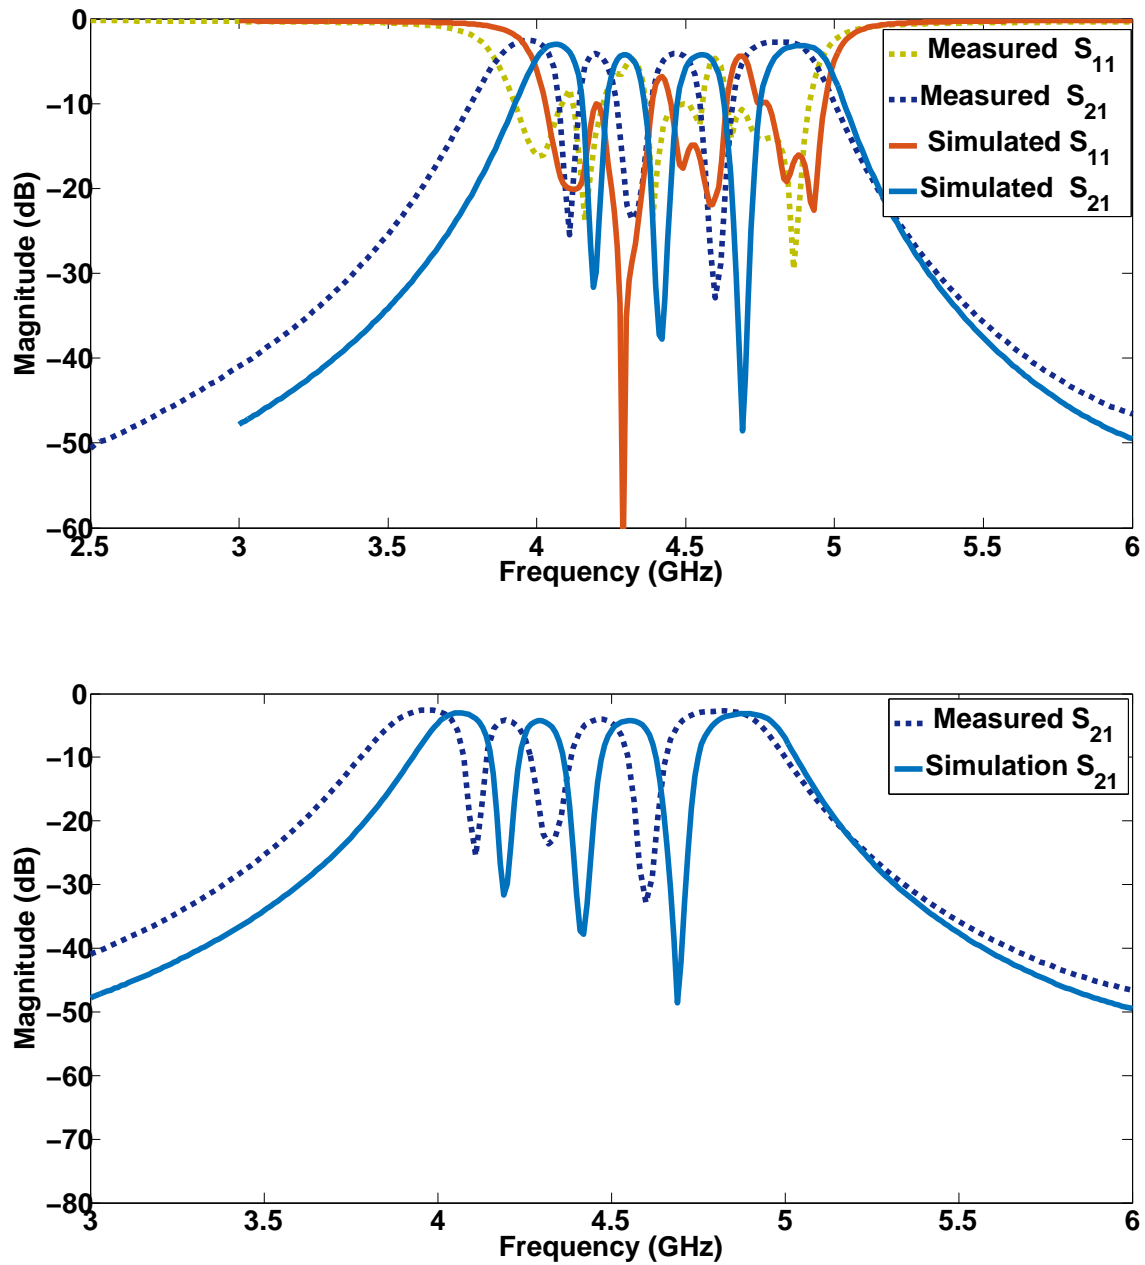 0
−10
−20
−30
−40
−50
−60
Magnitude (dB)
2.5 3 3.5 4 4.5 5 5.5 6
Frequency (GHz)
Measured S11
Measured S21
Simulated S11
Simulated S21
0
−10
−20
−30
−40
−50
−60
−70
−80
Magnitude (dB)
3 3.5 4 4.5 5 5.5 6
Frequency (GHz)
Measured S21
Simulation S21